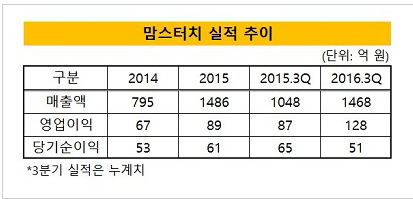 맘스터치 실적 추이
(단위: 억 원)
구분 2014 2015 2015.3Q 2016.3Q
매출액 795 1486 1048 1468
영업이익 67 89 87 128
당기순이익 53 61 65 51
*3분기 실적은 누계치